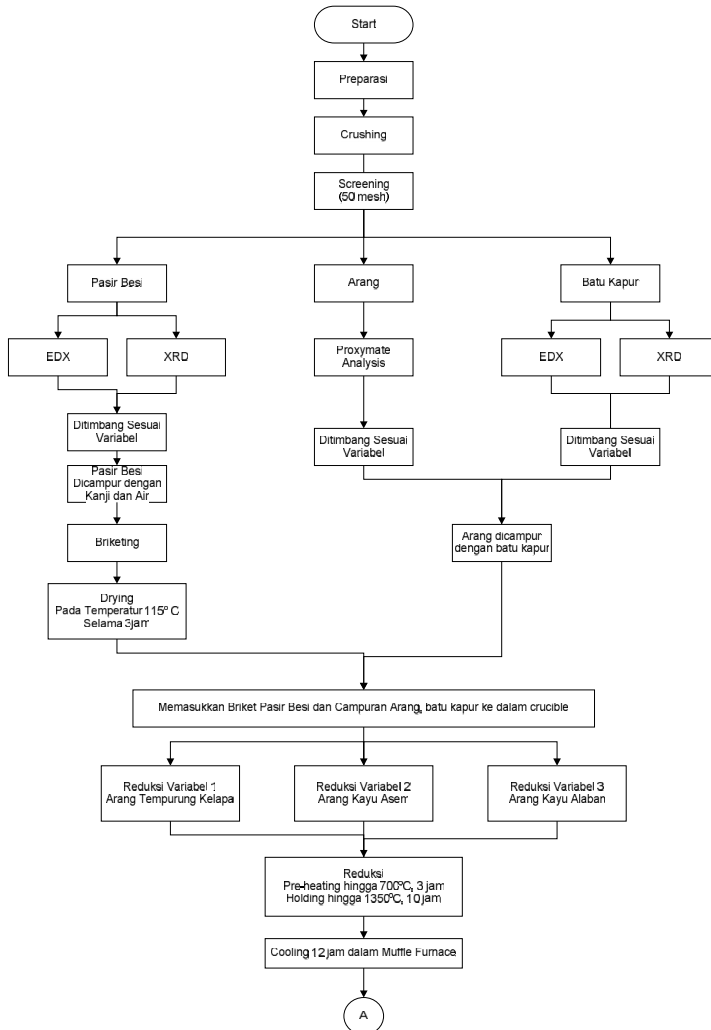 Start
Preparasi
Crushing
Screening
(50 mesh)
Pasir Besi
Arang
Batu Kapur
EDX
XRD
Proxymate
Analysis
EDX
XRD
Ditimbang Sesuai
Variabel
Ditimbang Sesuai
Variabel
Ditimbang Sesuai
Variabel
Pasir Besi
Dicampur dengan
Kanji dan Air
Briketing
Arang dicampur
dengan batu kapur
Drying
Pada Temperatur 115º C
Selama 3jam
Memasukkan Briket Pasir Besi dan Campuran Arang, batu kapur ke dalam crucible
Reduksi Variabel 1
Arang Tempurung Kelapa
Reduksi Variabel 2
Arang Kayu Asem
Reduksi Variabel 3
Arang Kayu Alaban
Reduksi
Pre-heating hingga 700ºC, 3 jam
Holding hingga 1350ºC, 10 jam
Cooling 12 jam dalam Muffle Furnace
A